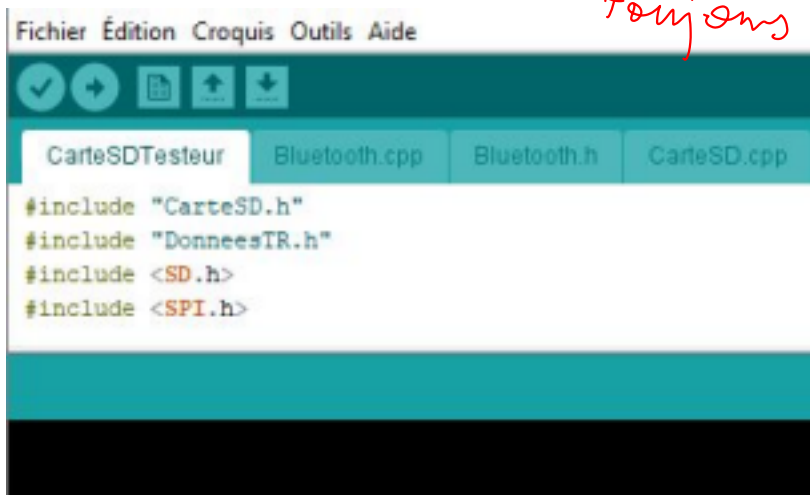 Toujours
Fichier Édition Croquis Outils Aide
CarteSDTesteur Bluetooth.cpp Bluetooth.h CarteSD.cpp
#include "CarteSD.h"
#include "DonneesTR.h"
#include <SD.h>
#include <SPI.h>